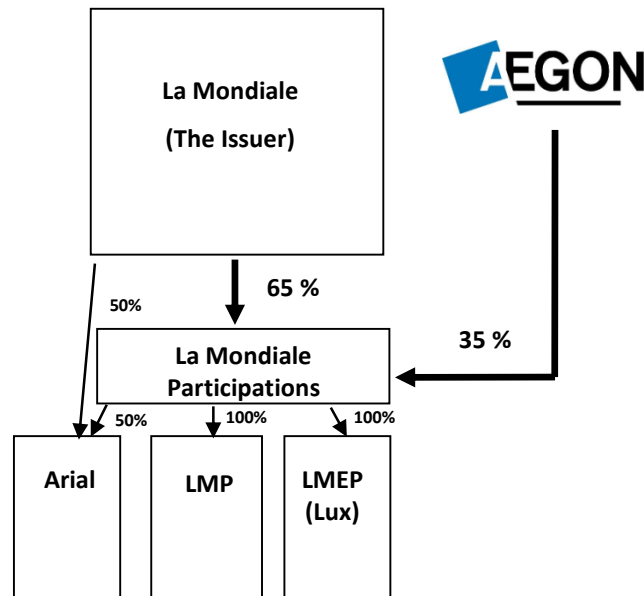 La Mondiale
(The Issuer)
AEGON
65 %
50%
35 %
La Mondiale
Participations
50%
100%
100%
Arial
LMP
LMEP
(Lux)